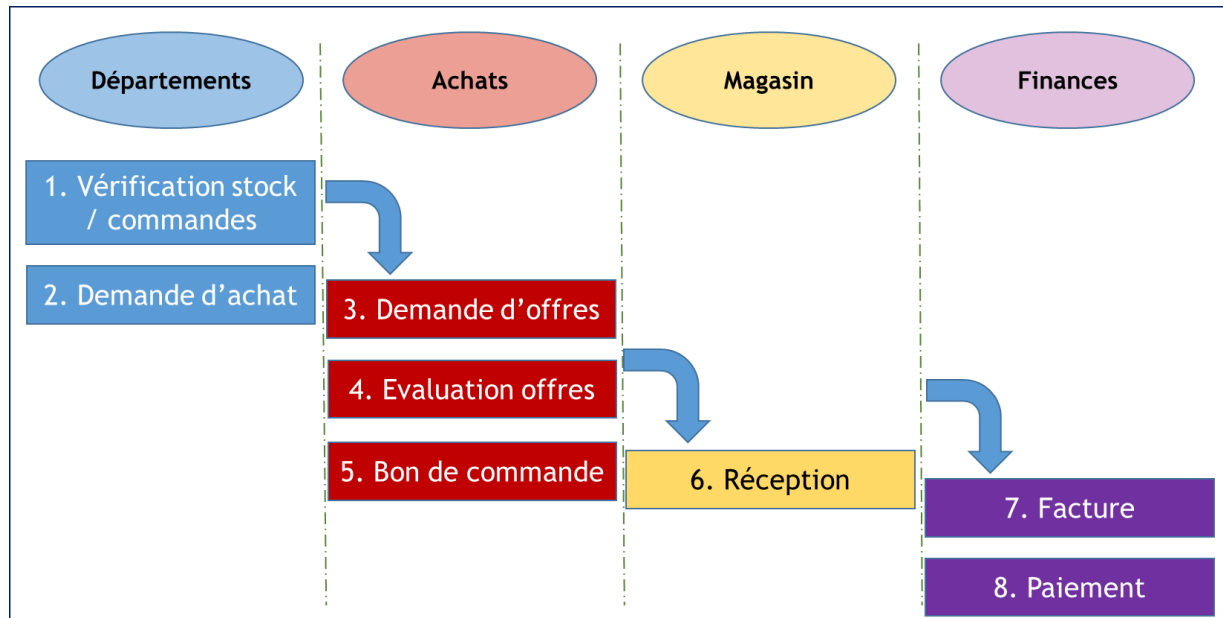 Départements
Achats
Magasin
Finances
1. Vérification stock
/ commandes
2. Demande d'achat
3. Demande d'offres
4. Evaluation offres
5. Bon de commande
6. Réception
7. Facture
8. Paiement